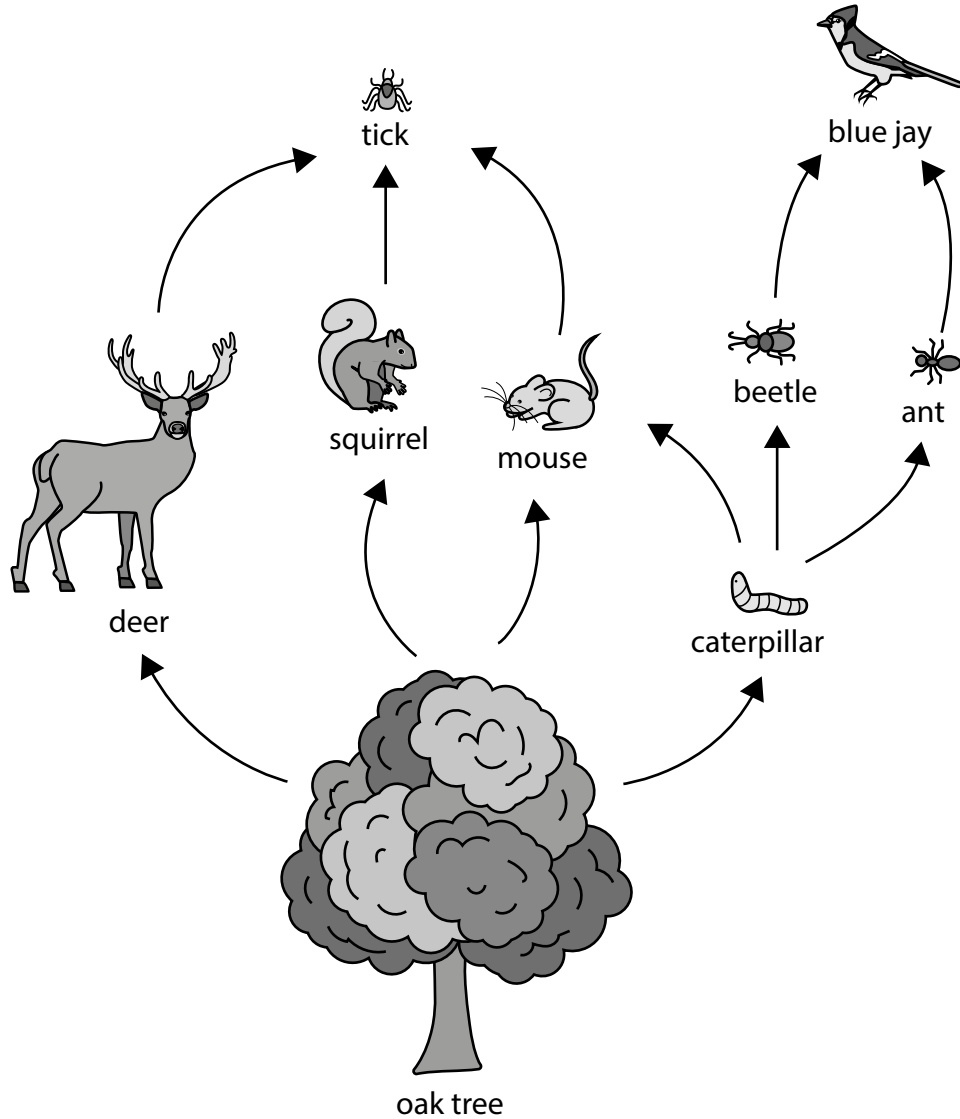 tick
blue jay
beetle
ant
squirrel
mouse
deer
caterpillar
oak tree